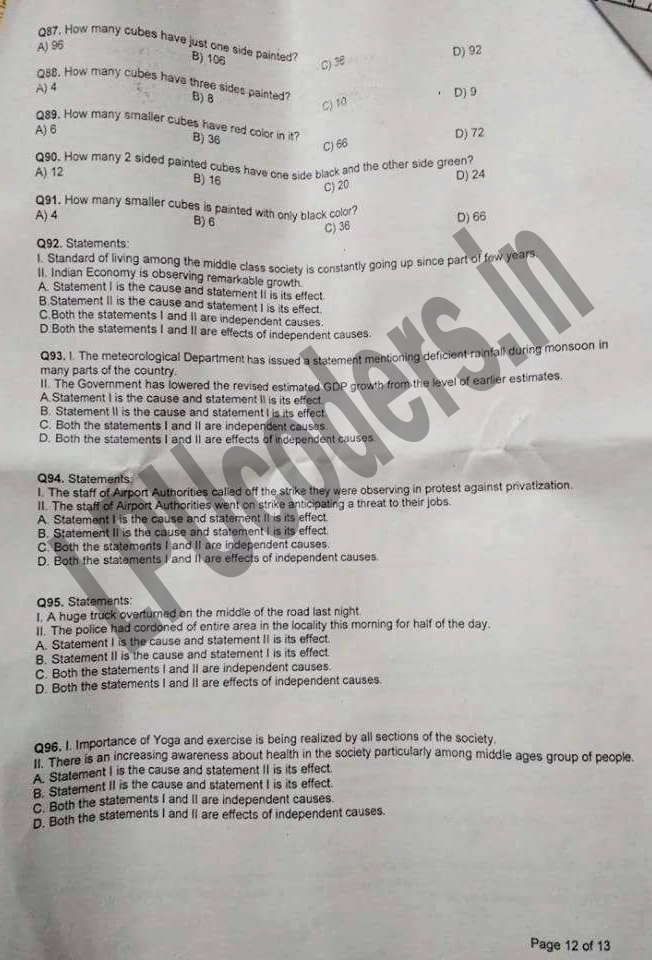 Q87. How many cubes have just one side painted?
A) 96 B) 106 C) 36 D) 92
Q88. How many cubes have three sides painted?
A) 4 B) 8 C) 10 D) 9
Q89. How many smaller cubes have red color in it?
A) 6 B) 36 C) 66 D) 72
Q90. How many 2 sided painted cubes have one side black and the other side green?
A) 12 B) 16 C) 20 D) 24
Q91. How many smaller cubes is painted with only black color?
A) 4 B) 6 C) 36 D) 66
Q92. Statements:
I. Standard of living among the middle class society is constantly going up since part of few years.
II. Indian Economy is observing remarkable growth.
A. Statement I is the cause and statement II is its effect.
B.Statement II is the cause and statement I is its effect.
C.Both the statements I and II are independent causes.
D.Both the statements I and II are effects of independent causes.
Q93. I. The meteorological Department has issued a statement mentioning deficient rainfall during monsoon in
many parts of the country.
II. The Government has lowered the revised estimated GDP growth from the level of earlier estimates.
A.Statement I is the cause and statement II is its effect.
B. Statement II is the cause and statement I is its effect.
C. Both the statements I and II are independent causes.
D. Both the statements I and II are effects of independent causes.
Q94. Statements:
I. The staff of Airport Authorities called off the strike they were observing in protest against privatization.
II. The staff of Airport Authorities went on strike anticipating a threat to their jobs.
A. Statement I is the cause and statement II is its effect.
B. Statement II is the cause and statement I is its effect.
C. Both the statements I and II are independent causes.
D. Both the statements I and II are effects of independent causes.
Q95. Statements:
I. A huge truck overturned on the middle of the road last night.
II. The police had cordoned of entire area in the locality this morning for half of the day.
A. Statement I is the cause and statement II is its effect.
B. Statement II is the cause and statement I is its effect.
C. Both the statements I and II are independent causes.
D. Both the statements I and II are effects of independent causes.
Q96. I. Importance of Yoga and exercise is being realized by all sections of the society.
II. There is an increasing awareness about health in the society particularly among middle ages group of people.
A. Statement I is the cause and statement II is its effect.
B. Statement II is the cause and statement I is its effect.
C. Both the statements I and II are independent causes.
D. Both the statements I and II are effects of independent causes.
Page 12 of 13
LPUcoders.in